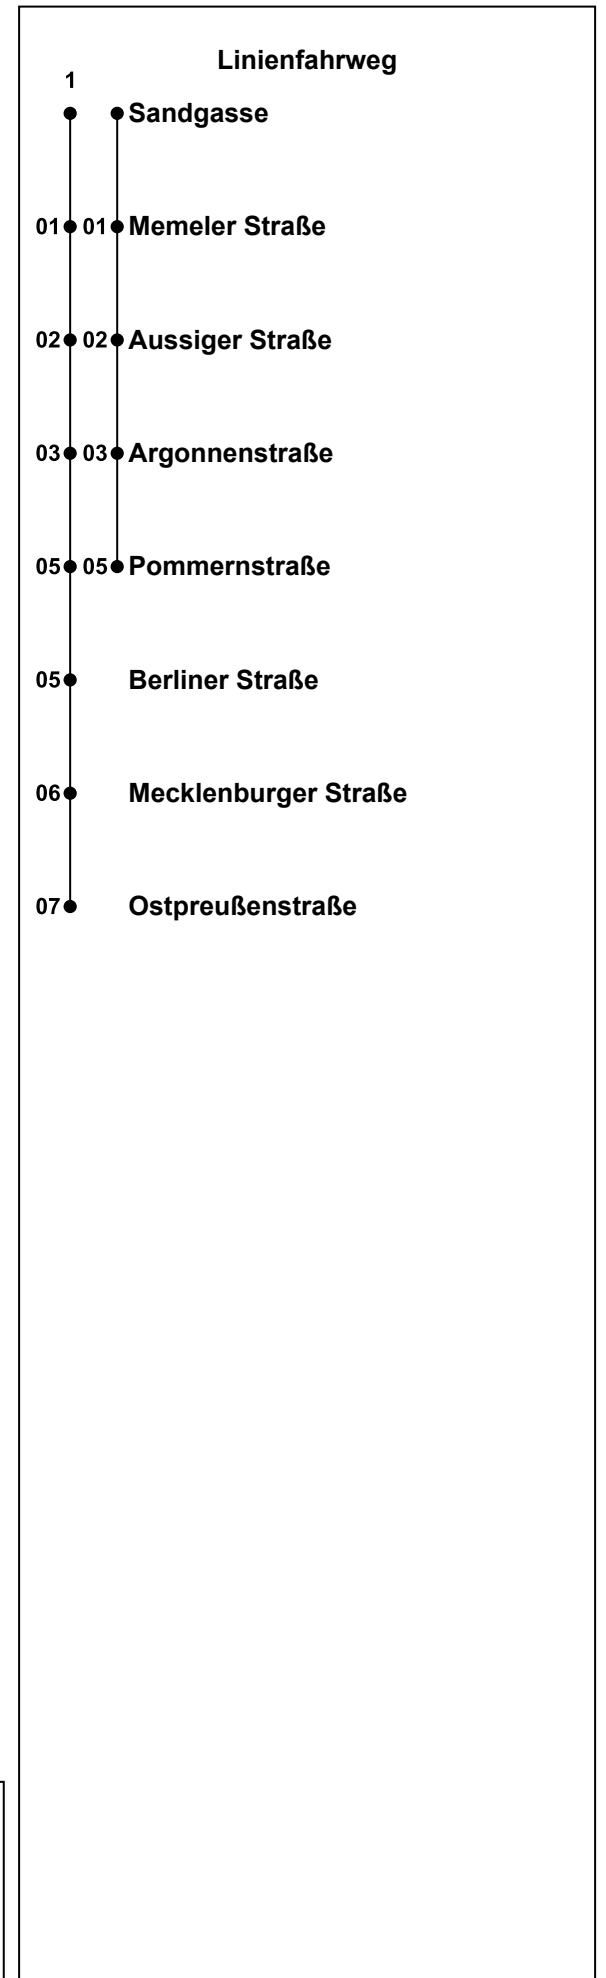 Linienfahrweg
1
Sandgasse
01 01 Memeler Straße
02 02 Aussiger Straße
03 03 Argonnenstraße
05 05 Pommernstraße
05 Berliner Straße
06 Mecklenburger Straße
07 Ostpreußenstraße